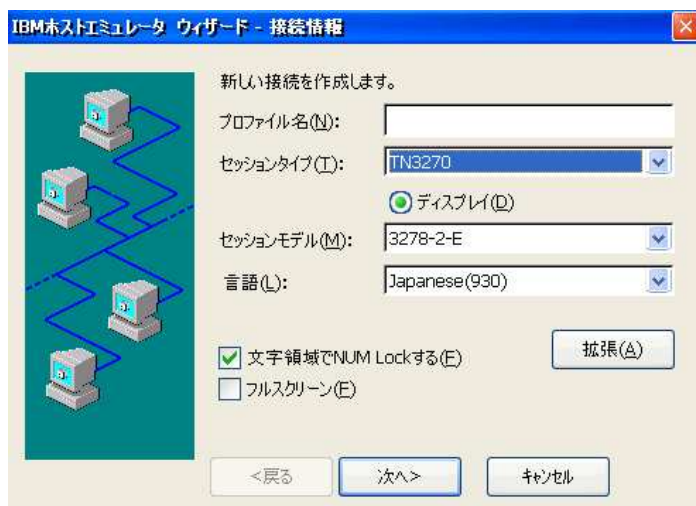 IBMホストエミュレータ ウィザード - 接続情報
新しい接続を作成します。
プロファイル名(N):
セッションタイプ(T): TN3270
ディスプレイ(D)
セッションモデル(M): 3278-2-E
言語(L): Japanese(930)
拡張(A)
文字領域でNUM Lockする(F)
フルスクリーン(E)
<戻る 次へ> キャンセル